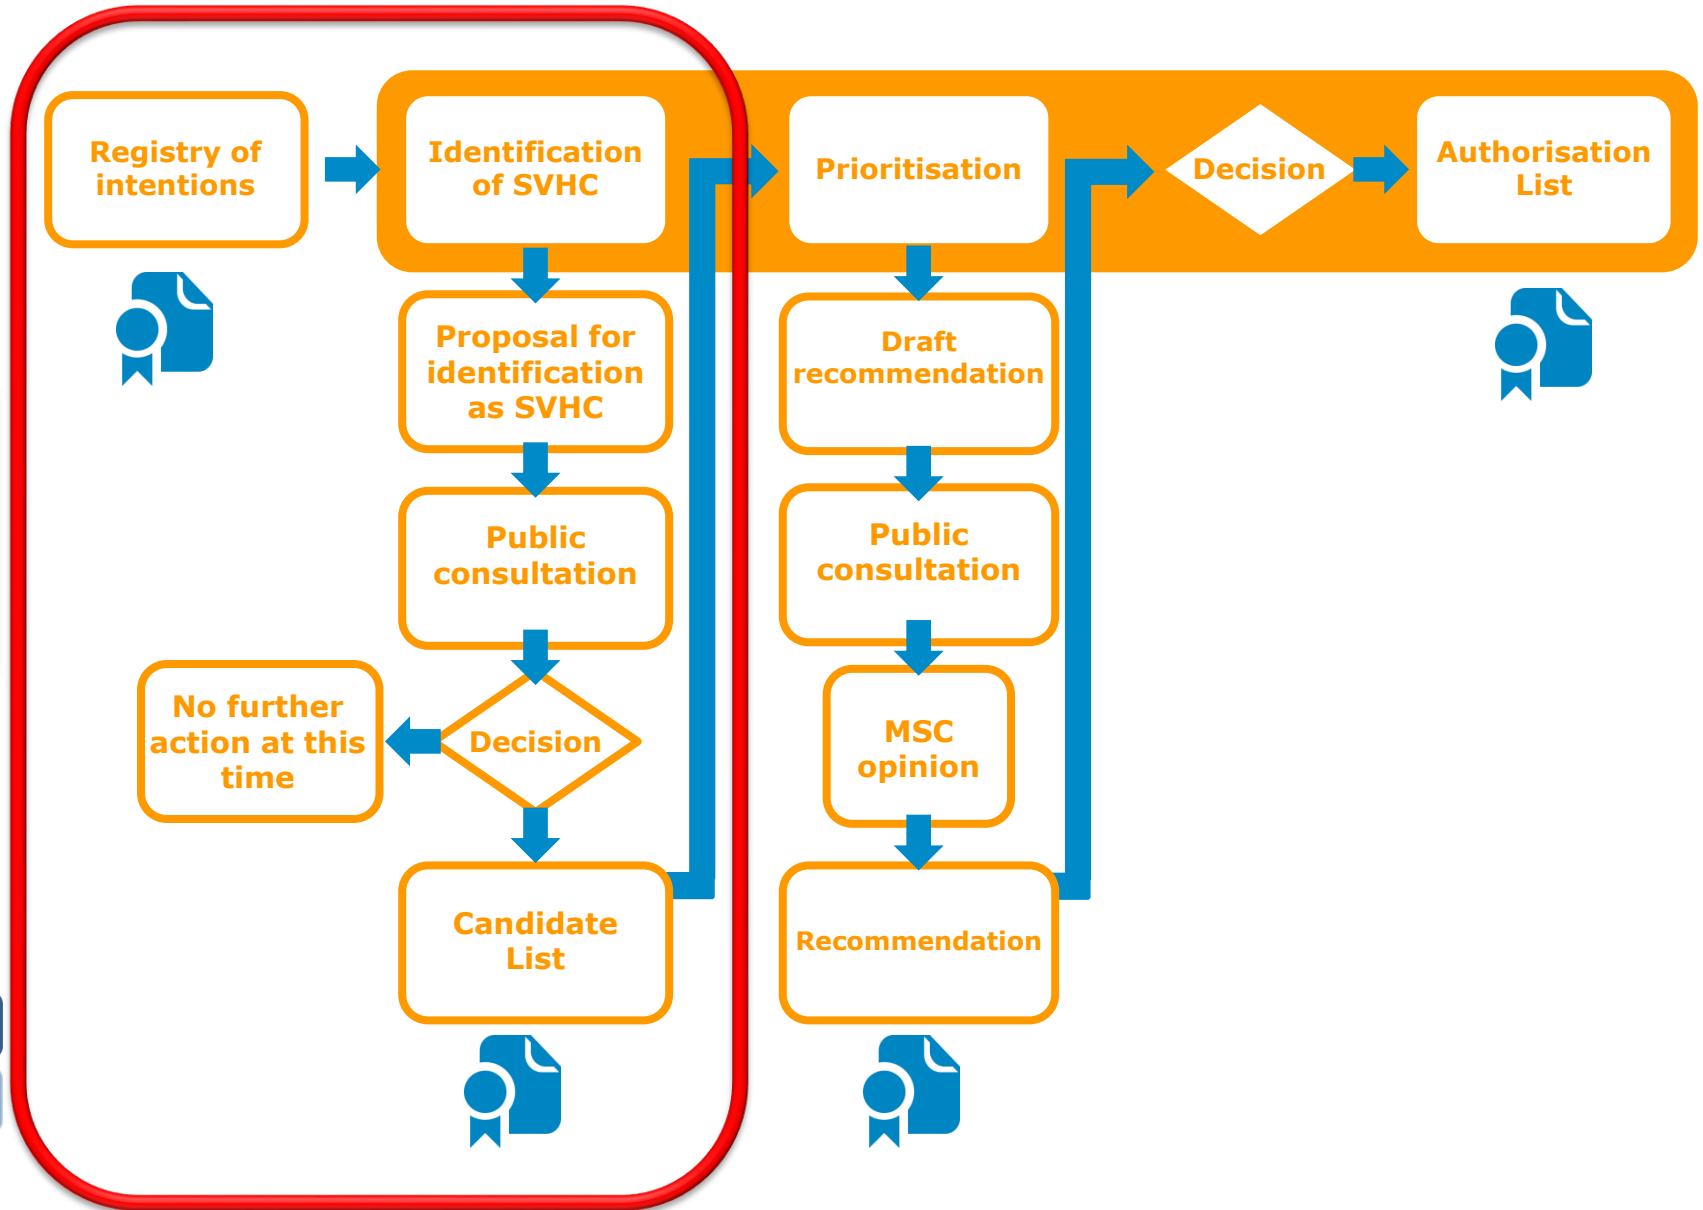 Registry of
intentions
Identification
of SVHC
Prioritisation
Decision
Authorisation
List
Proposal for
identification
as SVHC
Draft
recommendation
Public
consultation
Public
consultation
No further
action at this
time
Decision
MSC
opinion
Candidate
List
Recommendation